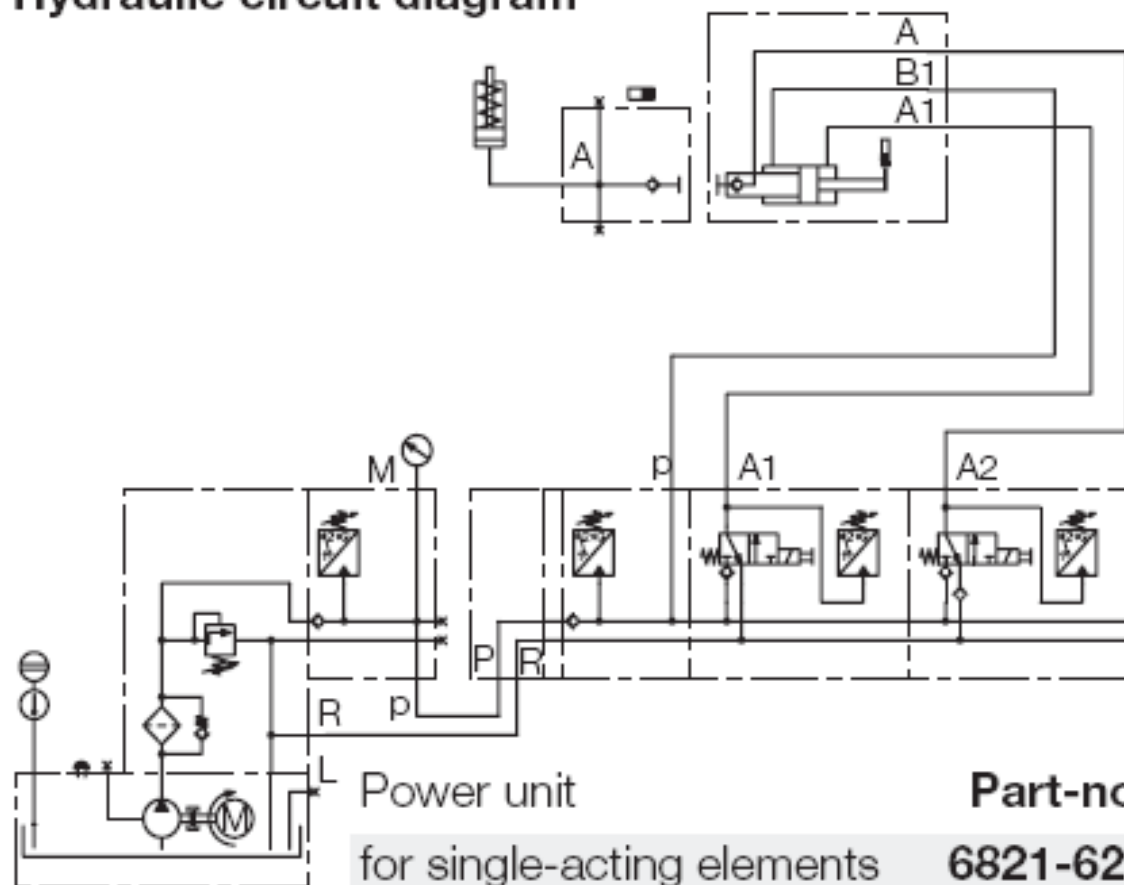 Hydraulic circuit diagram
A
B1
A1
A
M
p
A1
A2
P
R
R
p
L
M
Power unit
Part-no
for single-acting elements
6821-62